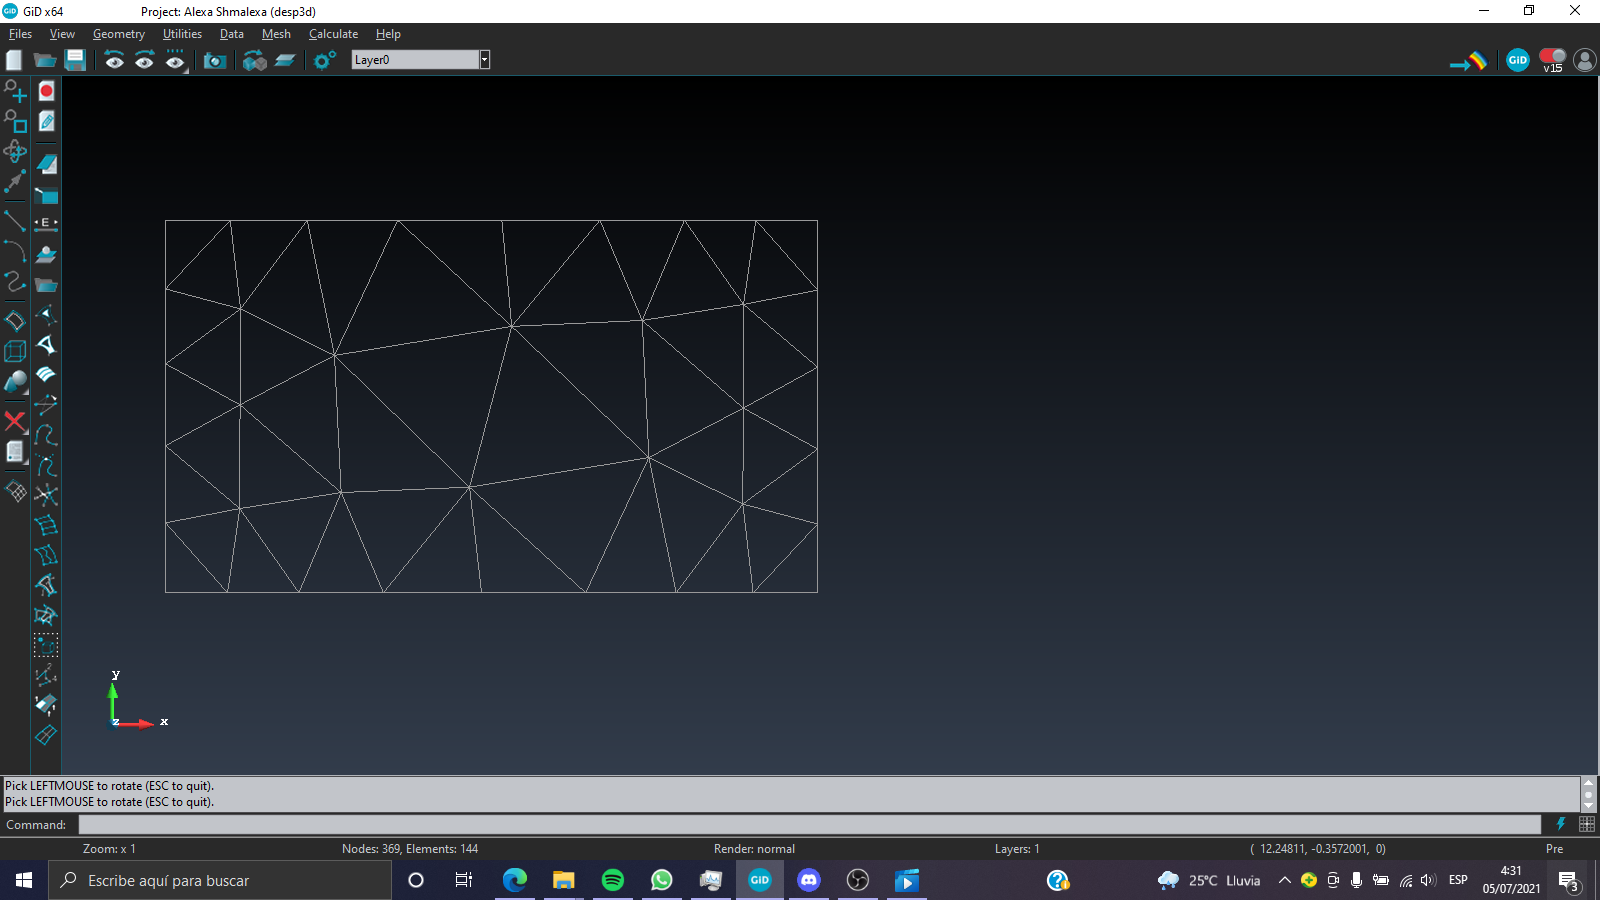 GiD x64 Project: Alexa Shmalexa (desp3d)
Files View Geometry Utilities Data Mesh Calculate Help
Layer0
GiD
v15
E
y
z x
Pick LEFTMOUSE to rotate (ESC to quit).
Pick LEFTMOUSE to rotate (ESC to quit).
Command:
Zoom: x 1 Nodes: 369, Elements: 144 Render: normal Layers: 1 ( 12.24811, -0.3572001, 0) Pre
Escribe aquí para buscar
GiD
25°C Lluvia
ESP
4:31
05/07/2021
3